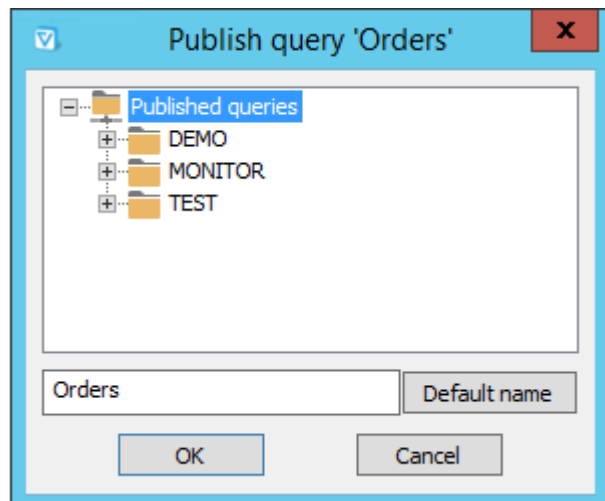 Publish query 'Orders'
x
Published queries
DEMO
MONITOR
TEST
Orders
Default name
OK
Cancel